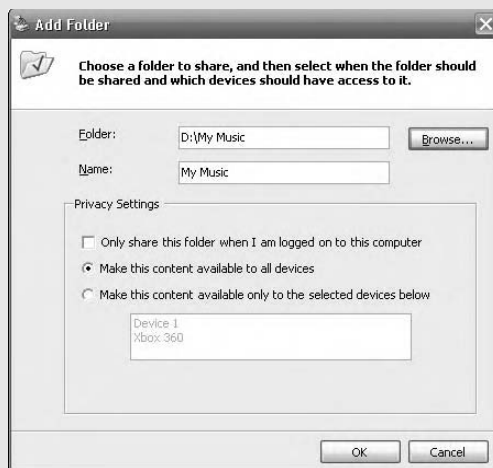 Add Folder
Choose a folder to share, and then select when the folder should
be shared and which devices should have access to it.
Folder:
D:\My Music
Browse...
Name:
My Music
Privacy Settings
Only share this folder when I am logged on to this computer
Make this content available to all devices
Make this content available only to the selected devices below
Device 1
Xbox 360
OK
Cancel